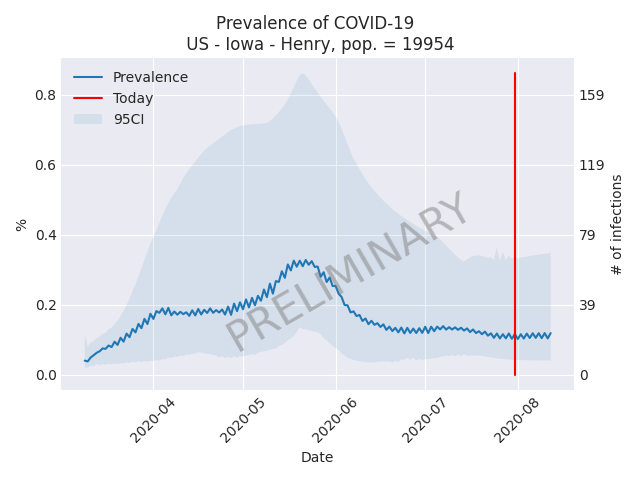 Prevalence of COVID-19
US - Iowa - Henry, pop. = 19954
Prevalence
Today
95CI
0.8
0.6
0.4
0.2
0.0
%
159
119
79
39
0
# of infections
PRELIMINARY
2020-04
2020-05
2020-06
2020-07
2020-08
Date